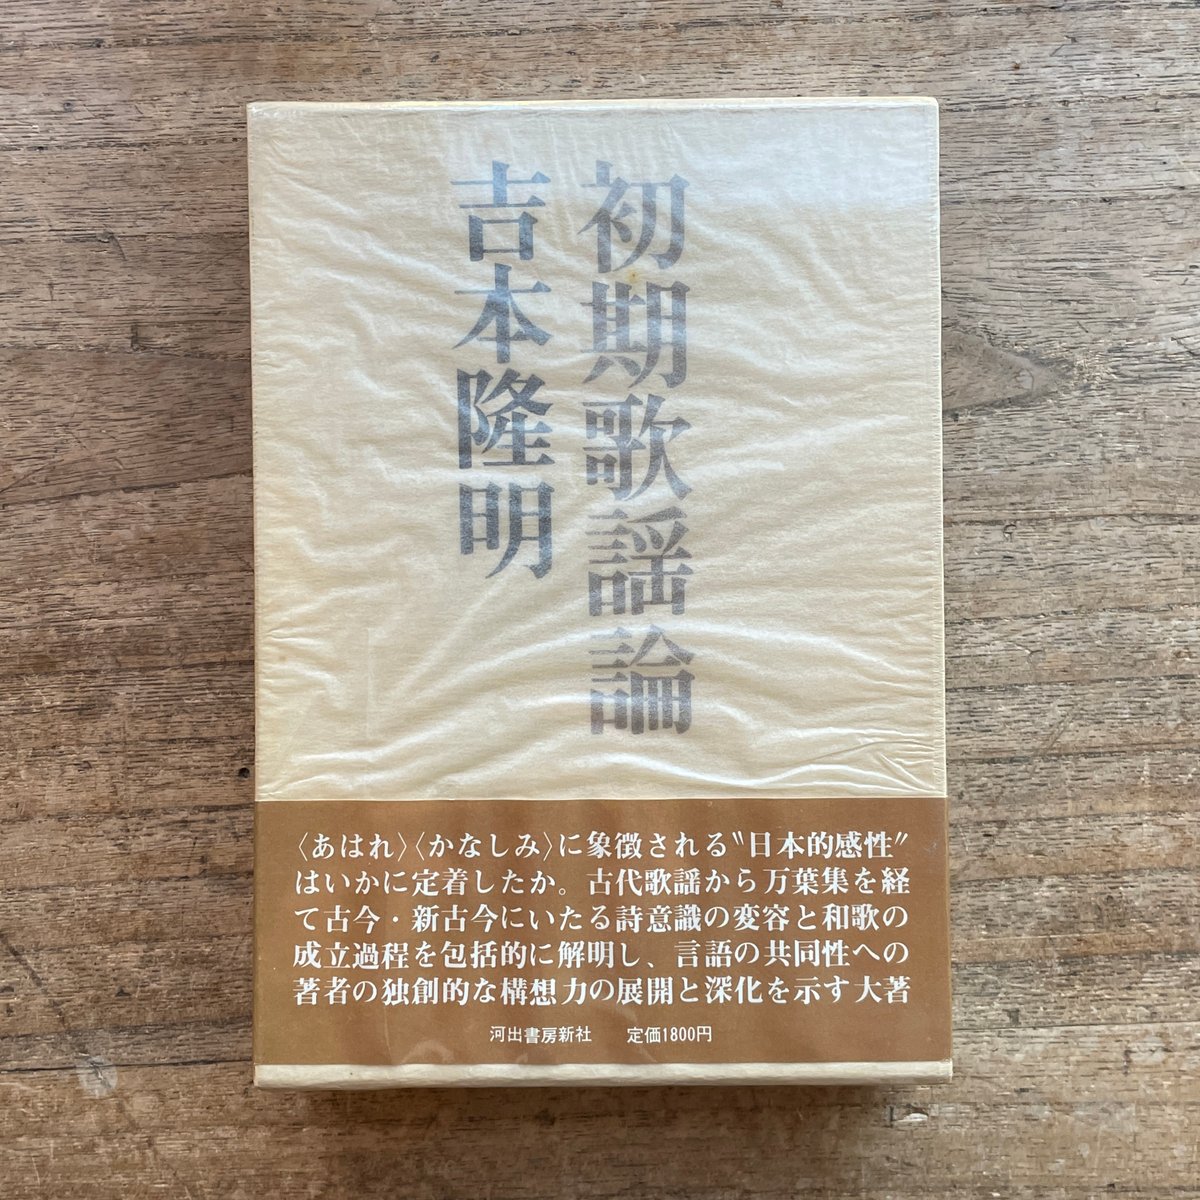 初期歌謡論
吉本隆明
〈あはれ〉〈かなしみ〉に象徴される〝日本的感性〟
はいかに定着したか。古代歌謡から万葉集を経
て古今・新古今にいたる詩意識の変容と和歌の
成立過程を包括的に解明し、言語の共同性への
著者の独創的な構想力の展開と深化を示す大著
河出書房新社 定価1800円